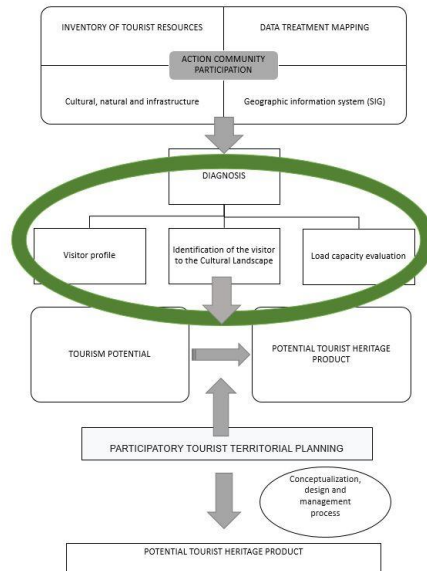 INVENTORY OF TOURIST RESOURCES
DATA TREATMENT MAPPING
ACTION COMMUNITY
PARTICIPATION
Cultural, natural and infrastructure
Geographic information system (SIG)
DIAGNOSIS
Visitor profile
Identification of the visitor
to the Cultural Landscape
Load capacity evaluation
TOURISM POTENTIAL
POTENTIAL TOURIST HERITAGE
PRODUCT
PARTICIPATORY TOURIST TERRITORIAL PLANNING
Conceptualization,
design and
management
process
POTENTIAL TOURIST HERITAGE PRODUCT